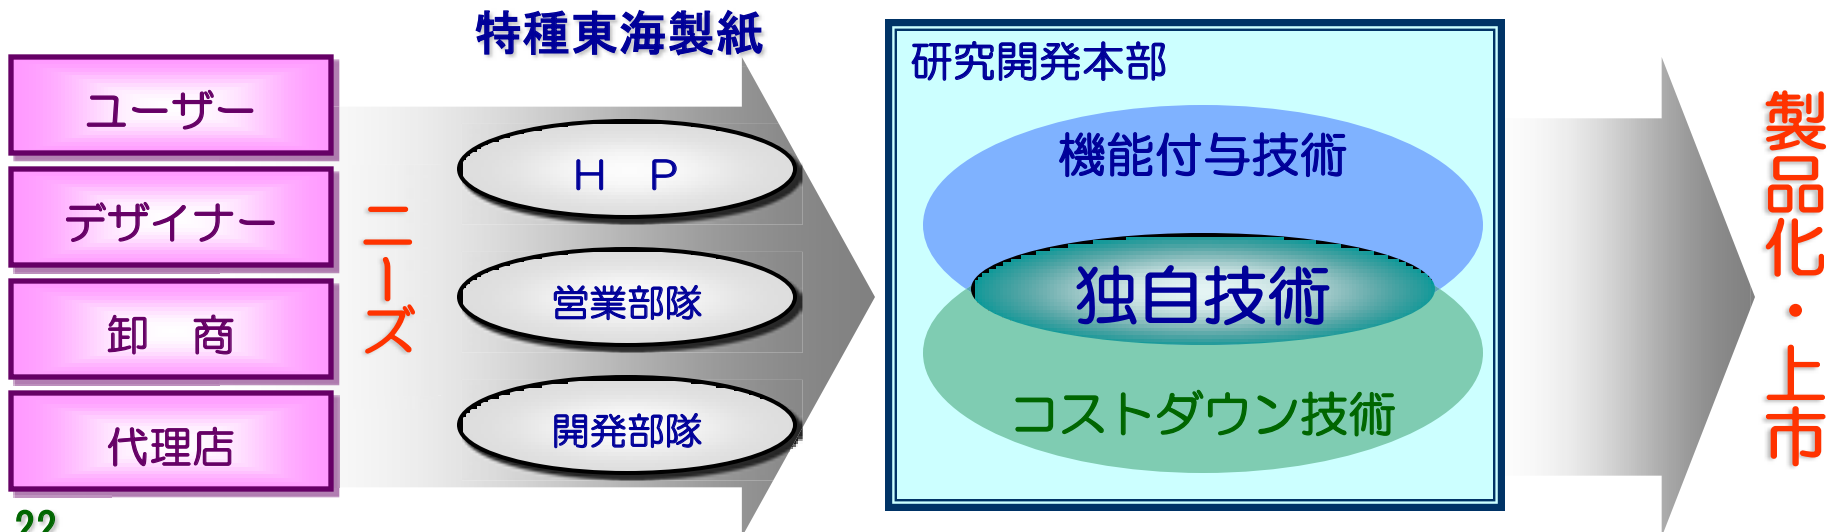 特種東海製紙
ユーザー
デザイナー
卸　商
代理店
ニーズ
Ｈ　Ｐ
営業部隊
開発部隊
研究開発本部
機能付与技術
独自技術
コストダウン技術
製品化・上市
22